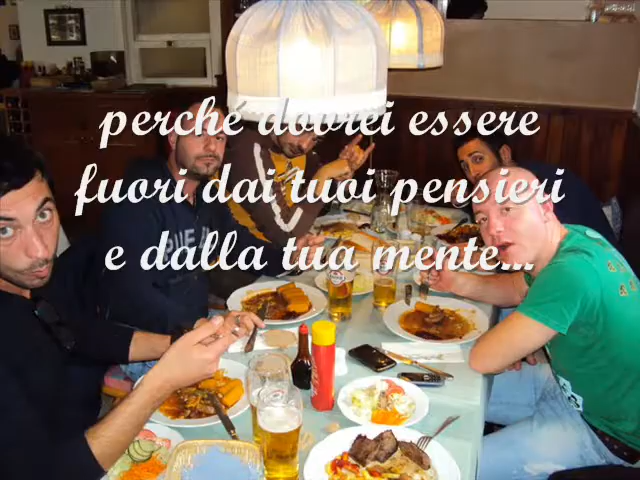 perché dovrei essere
fuori dai tuoi pensieri
e dalla tua mente...